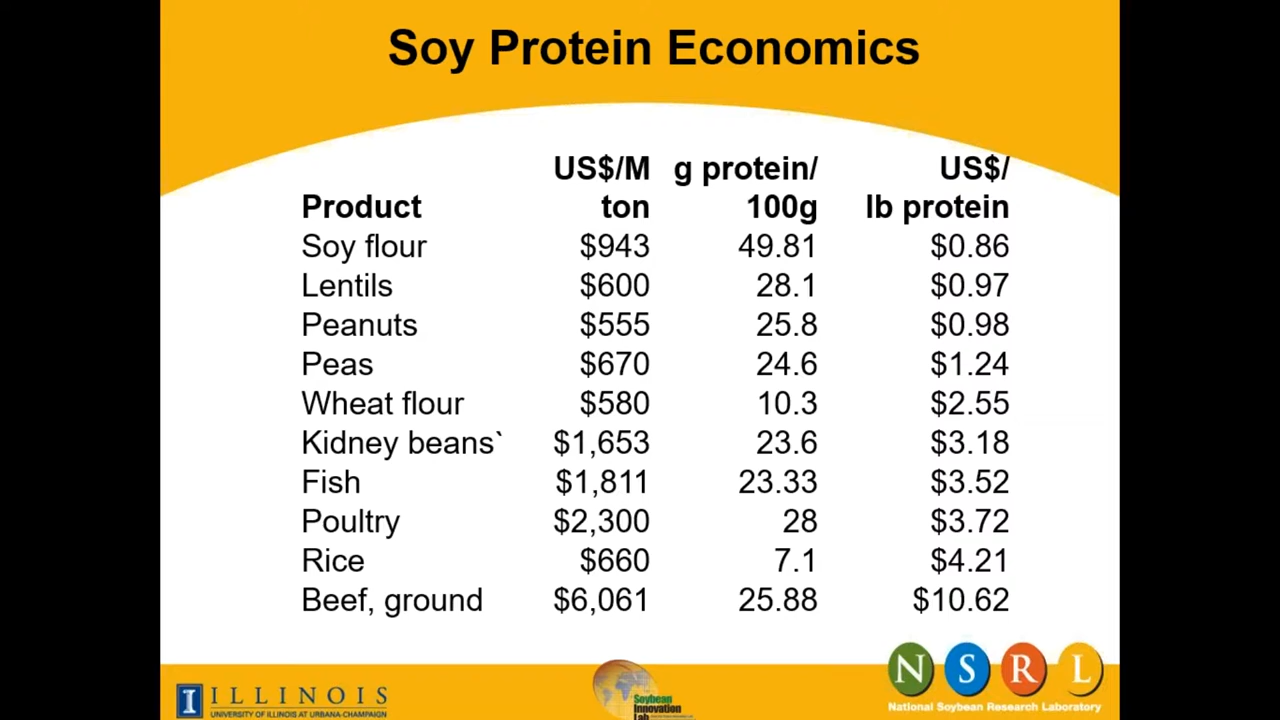 Soy Protein Economics
US$/M g protein/ US$/
Product ton 100g lb protein
Soy flour $943 49.81 $0.86
Lentils $600 28.1 $0.97
Peanuts $555 25.8 $0.98
Peas $670 24.6 $1.24
Wheat flour $580 10.3 $2.55
Kidney beans` $1,653 23.6 $3.18
Fish $1,811 23.33 $3.52
Poultry $2,300 28 $3.72
Rice $660 7.1 $4.21
Beef, ground $6,061 25.88 $10.62
I ILLINOIS
UNIVERSITY OF ILLINOIS AT URBANA-CHAMPAIGN
Soybean
Innovation
Lab
N S R L
National Soybean Research Laboratory